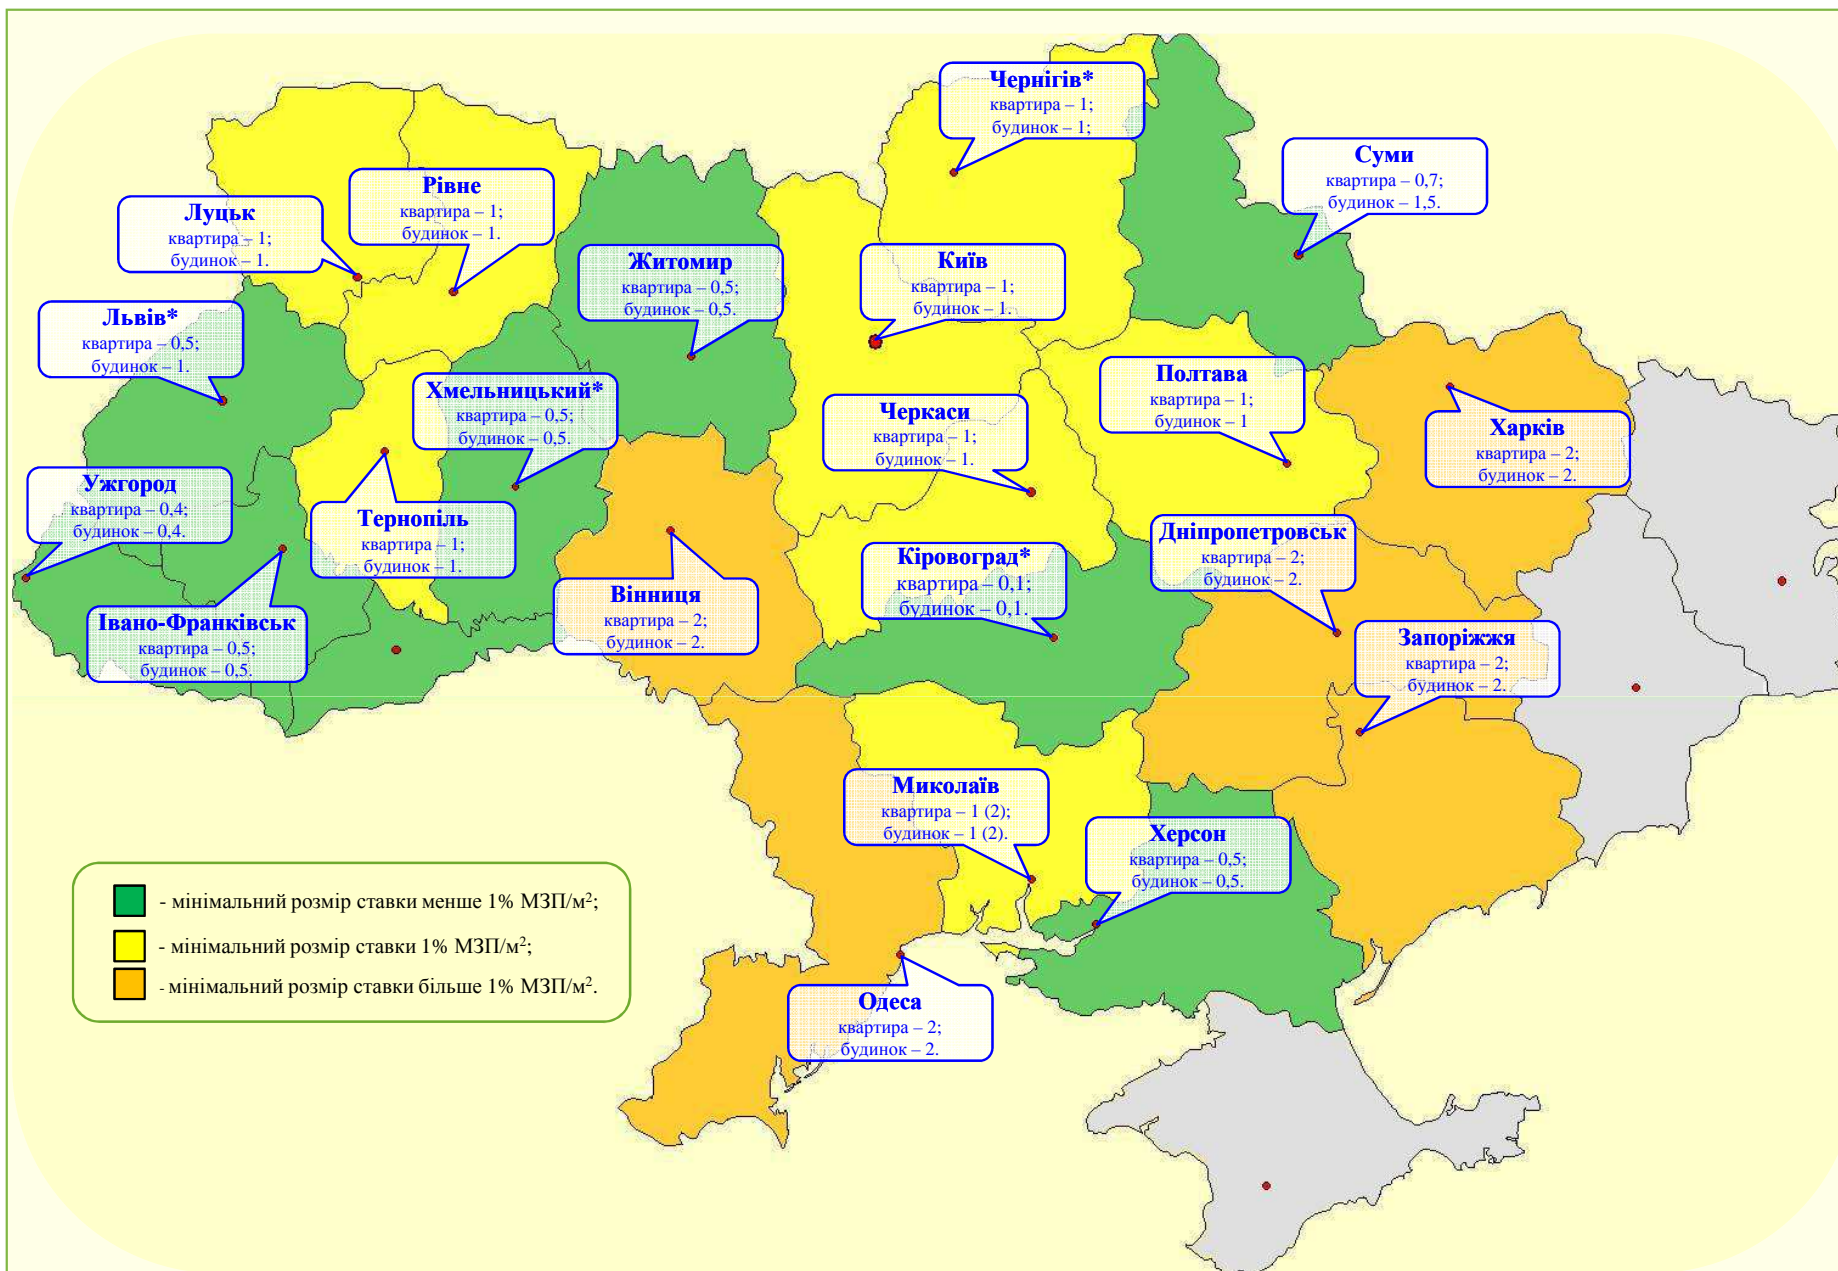 Чернігів*
квартира – 1;
будинок – 1;
Суми
квартира – 0,7;
будинок – 1,5.
Рівне
квартира – 1;
будинок – 1.
Луцьк
квартира – 1;
будинок – 1.
Житомир
квартира – 0,5;
будинок – 0,5.
Київ
квартира – 1;
будинок – 1.
Львів*
квартира – 0,5;
будинок – 1.
Хмельницький*
квартира – 0,5;
будинок – 0,5.
Черкаси
квартира – 1;
будинок – 1.
Полтава
квартира – 1;
будинок – 1
Харків
квартира – 2;
будинок – 2.
Ужгород
квартира – 0,4;
будинок – 0,4.
Тернопіль
квартира – 1;
будинок – 1.
Дніпропетровськ
квартира – 2;
будинок – 2.
Кіровоград*
квартира – 0,1;
будинок – 0,1.
Вінниця
квартира – 2;
будинок – 2.
Івано-Франківськ
квартира – 0,5;
будинок – 0,5.
Запоріжжя
квартира – 2;
будинок – 2.
Миколаїв
квартира – 1 (2);
будинок – 1 (2).
Херсон
квартира – 0,5;
будинок – 0,5.
Одеса
квартира – 2;
будинок – 2.
- мінімальний розмір ставки менше 1% МЗП/м²;
- мінімальний розмір ставки 1% МЗП/м²;
- мінімальний розмір ставки більше 1% МЗП/м².